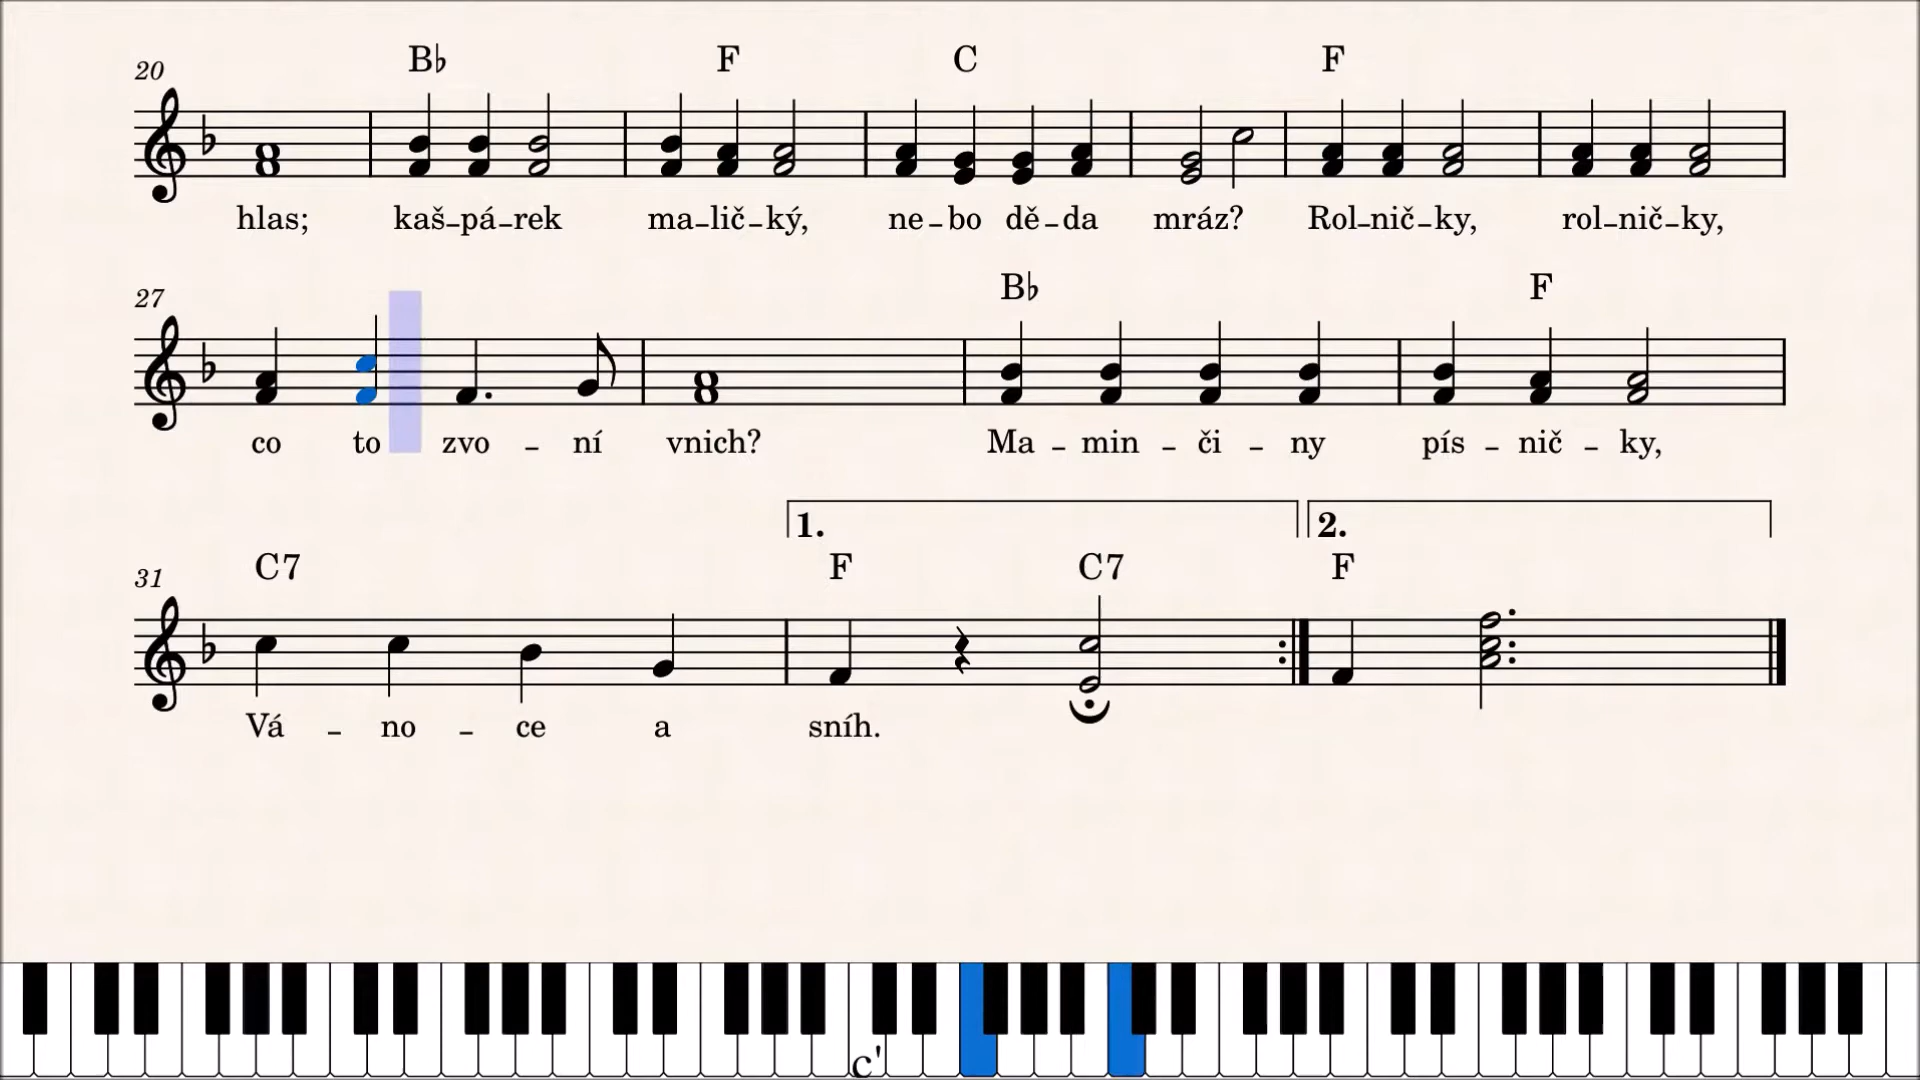 20 B♭ F C F
hlas; kaš-pá-rek ma-lič-ký, ne-bo dě-da mráz? Rol-nič-ky, rol-nič-ky,
27 B♭ F
co to zvo - ní vnich? Ma - min - či - ny pís - nič - ky,
1. 2.
31 C7 F C7 F
Vá - no - ce a sníh.
c'